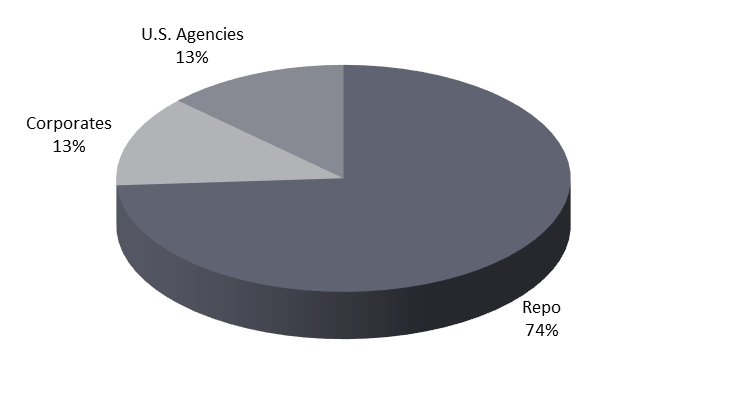 U.S. Agencies
13%
Corporates
13%
Repo
74%